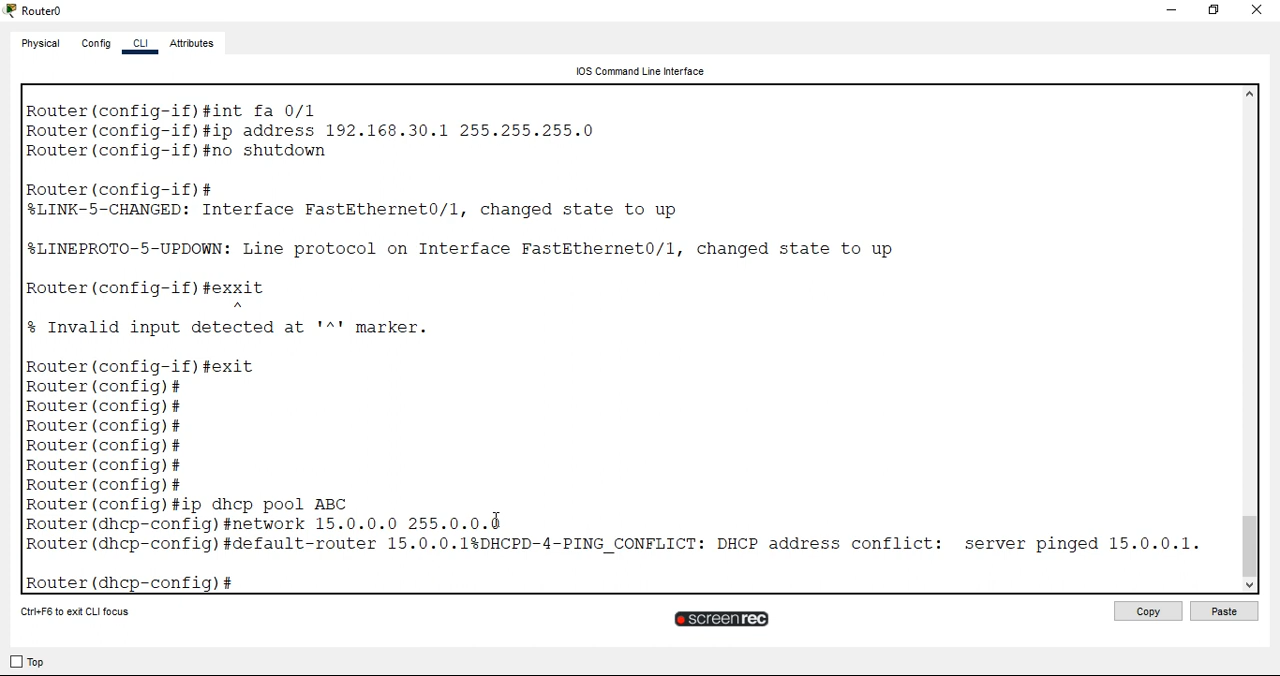 Router0
Physical Config CLI Attributes
IOS Command Line Interface
Router(config-if)#int fa 0/1
Router(config-if)#ip address 192.168.30.1 255.255.255.0
Router(config-if)#no shutdown
Router(config-if)#
%LINK-5-CHANGED: Interface FastEthernet0/1, changed state to up
%LINEPROTO-5-UPDOWN: Line protocol on Interface FastEthernet0/1, changed state to up
Router(config-if)#exxit
^
% Invalid input detected at '^' marker.
Router(config-if)#exit
Router(config)#
Router(config)#
Router(config)#
Router(config)#
Router(config)#
Router(config)#
Router(config)#ip dhcp pool ABC
Router(dhcp-config)#network 15.0.0.0 255.0.0.0
Router(dhcp-config)#default-router 15.0.0.1%DHCPD-4-PING_CONFLICT: DHCP address conflict:  server pinged 15.0.0.1.
Router(dhcp-config)#
Ctrl+F6 to exit CLI focus
Copy Paste
screenrec
Top